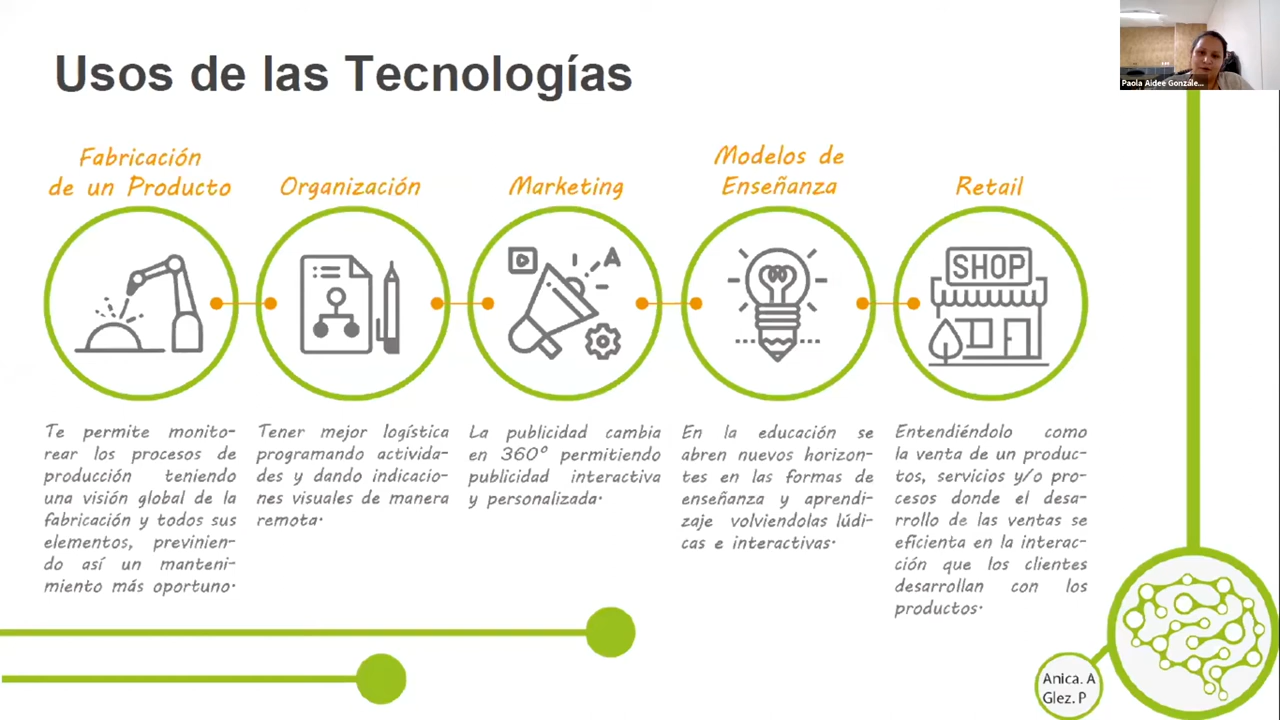 Usos de las Tecnologías
Paola Aidee Gonzále...
Fabricación
de un Producto
Organización
Marketing
Modelos de
Enseñanza
Retail
A
SHOP
Te permite monito-
rear los procesos de
producción teniendo
una visión global de la
fabricación y todos sus
elementos, previnien-
do así un manteni-
miento más oportuno.
Tener mejor logística
programando activida-
des y dando indicacio-
nes visuales de manera
remota.
La publicidad cambia
en 360º permitiendo
publicidad interactiva
y personalizada.
En la educación se
abren nuevos horizon-
tes en las formas de
enseñanza y aprendi-
zaje volviendolas lúdi-
cas e interactivas.
Entendiéndolo como
la venta de un produc-
tos, servicios y/o pro-
cesos donde el desa-
rrollo de las ventas se
eficienta en la interac-
ción que los clientes
desarrollan con los
productos.
Anica. A
Glez. P